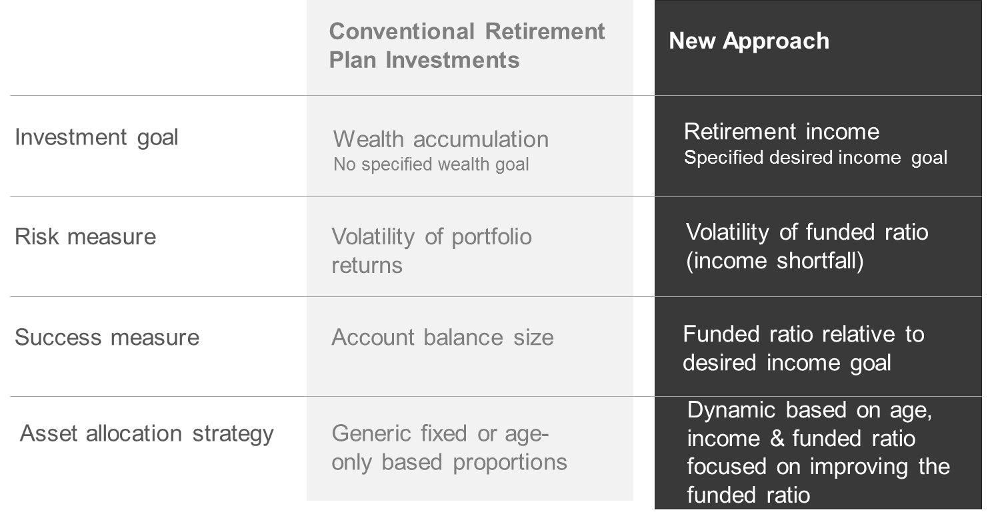 Conventional Retirement
Plan Investments
New Approach
Investment goal
Wealth accumulation
No specified wealth goal
Retirement income
Specified desired income goal
Risk measure
Volatility of portfolio
returns
Volatility of funded ratio
(income shortfall)
Success measure
Account balance size
Funded ratio relative to
desired income goal
Asset allocation strategy
Generic fixed or age-
only based proportions
Dynamic based on age,
income & funded ratio
focused on improving the
funded ratio